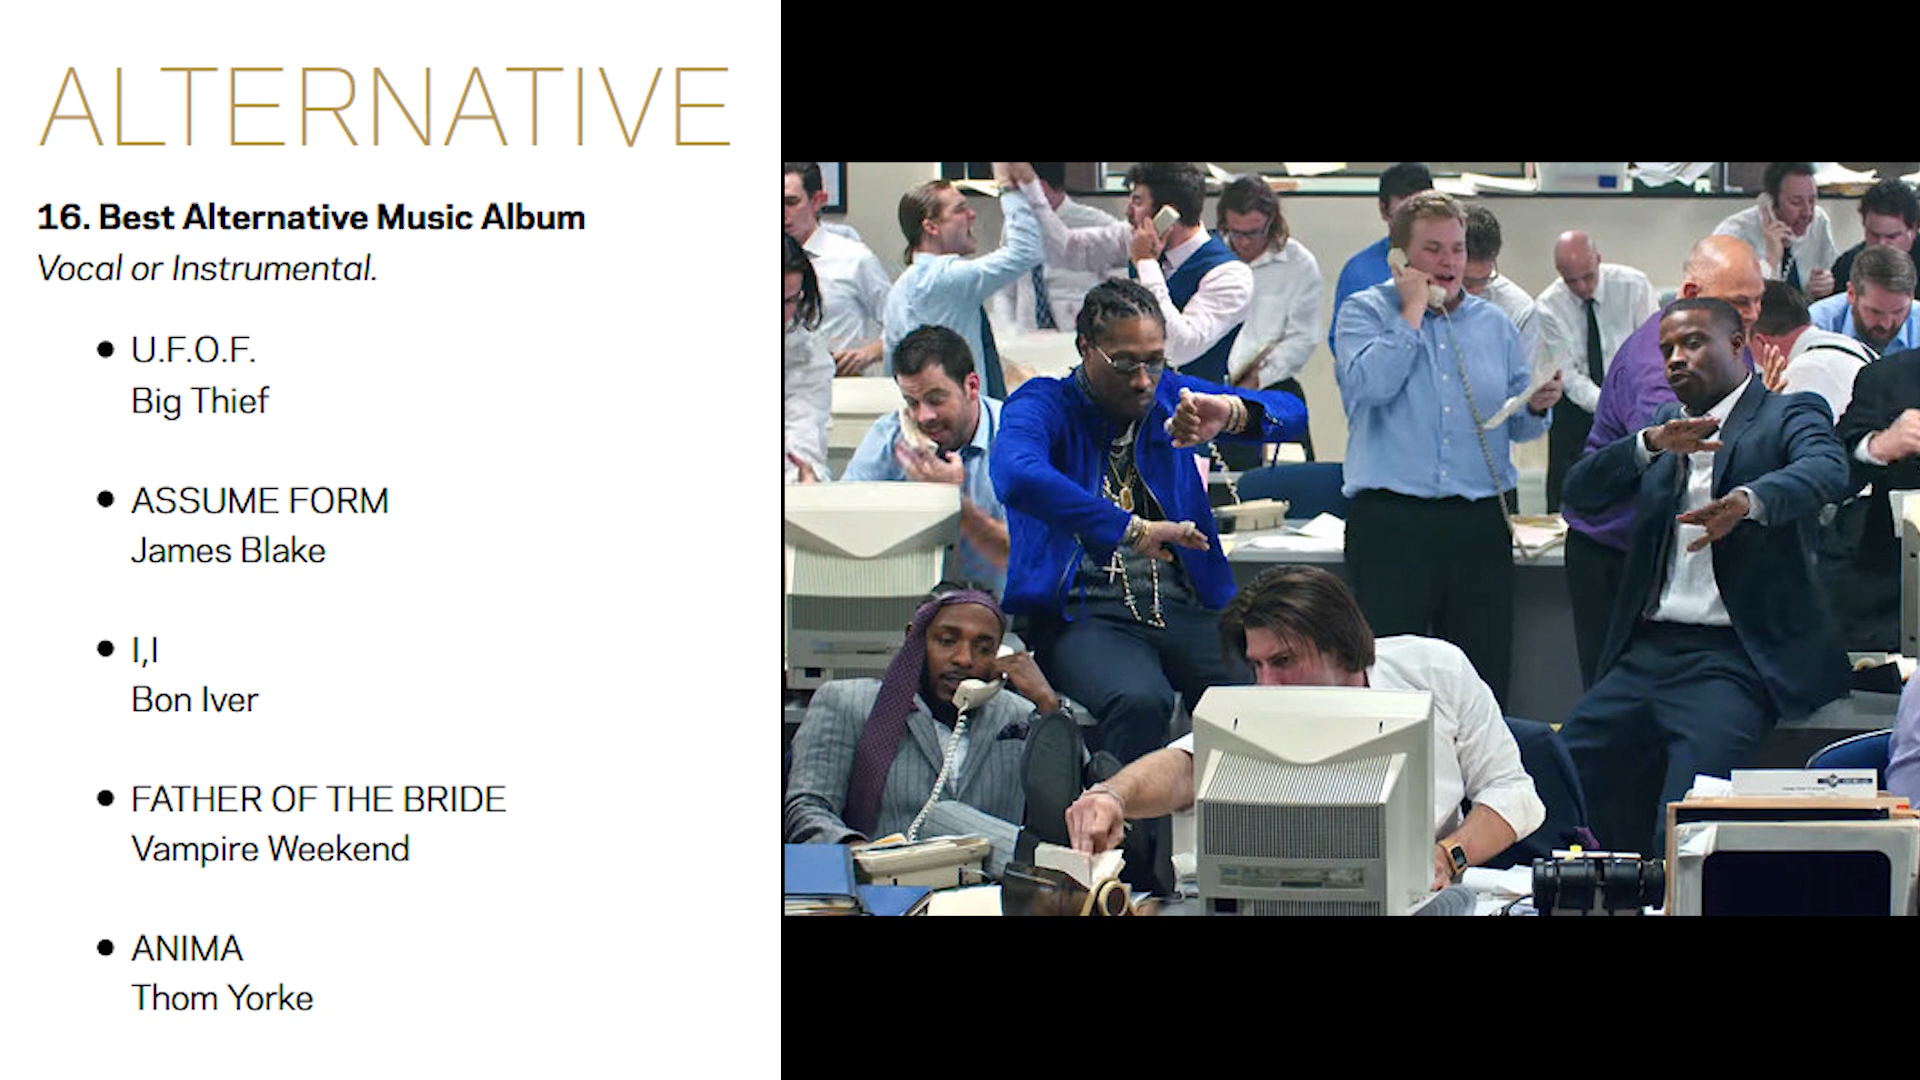 ALTERNATIVE
16. Best Alternative Music Album
Vocal or Instrumental.
● U.F.O.F.
Big Thief
● ASSUME FORM
James Blake
● I,I
Bon Iver
● FATHER OF THE BRIDE
Vampire Weekend
● ANIMA
Thom Yorke